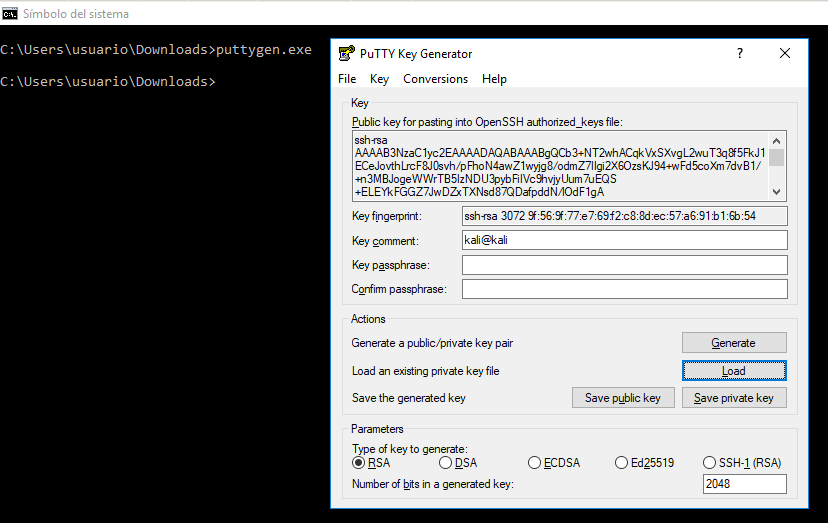 Símbolo del sistema
C:\Users\usuario\Downloads>puttygen.exe
C:\Users\usuario\Downloads>
PuTTY Key Generator
File Key Conversions Help
Key
Public key for pasting into OpenSSH authorized_keys file:
ssh-rsa
AAAAB3NzaC1yc2EAAAADAQABAAABgQCb3+NT2whACqkVxSXvgL2wuT3q8f5FkJ1
ECeJovthLrcF8J0svh/pFhoN4awZ1wyjg8/odmZ7IIgi2X6OzsKJ94+wFd5coXm7dvB1/
+n3MBJogeWWrTB5IzNDU3pybFiIVc9hvjyUum7uEQS
+ELEYkFGGZ7JwDZxTXNsd87QDafpddN/lOdF1gA
Key fingerprint:
ssh-rsa 3072 9f:56:9f:77:e7:69:f2:c8:8d:ec:57:a6:91:b1:6b:54
Key comment:
kali@kali
Key passphrase:
Confirm passphrase:
Actions
Generate a public/private key pair
Generate
Load an existing private key file
Load
Save the generated key
Save public key
Save private key
Parameters
Type of key to generate:
RSA
DSA
ECDSA
Ed25519
SSH-1 (RSA)
Number of bits in a generated key:
2048